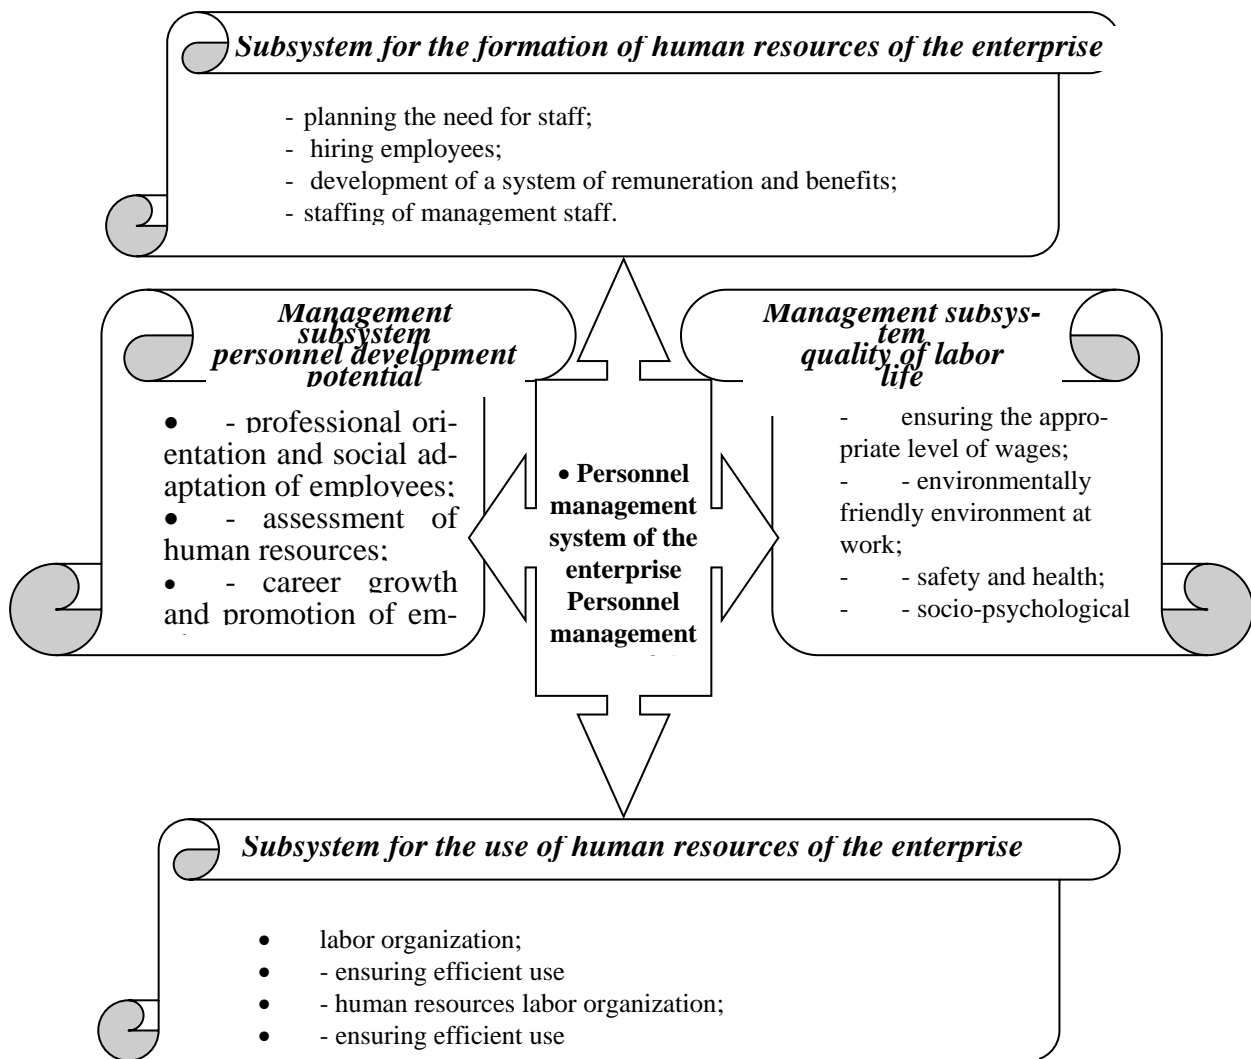 Subsystem for the formation of human resources of the enterprise
- planning the need for staff;
- hiring employees;
- development of a system of remuneration and benefits;
- staffing of management staff.
Management
subsystem
personnel development
potential
• - professional ori-
entation and social ad-
aptation of employees;
• - assessment of
human resources;
• - career growth
and promotion of em-
• Personnel
management
system of the
enterprise
Personnel
management
Management subsys-
tem
quality of labor
life
- ensuring the appro-
priate level of wages;
- - environmentally
friendly environment at
work;
- - safety and health;
- - socio-psychological
Subsystem for the use of human resources of the enterprise
• labor organization;
• - ensuring efficient use
• - human resources labor organization;
• - ensuring efficient use